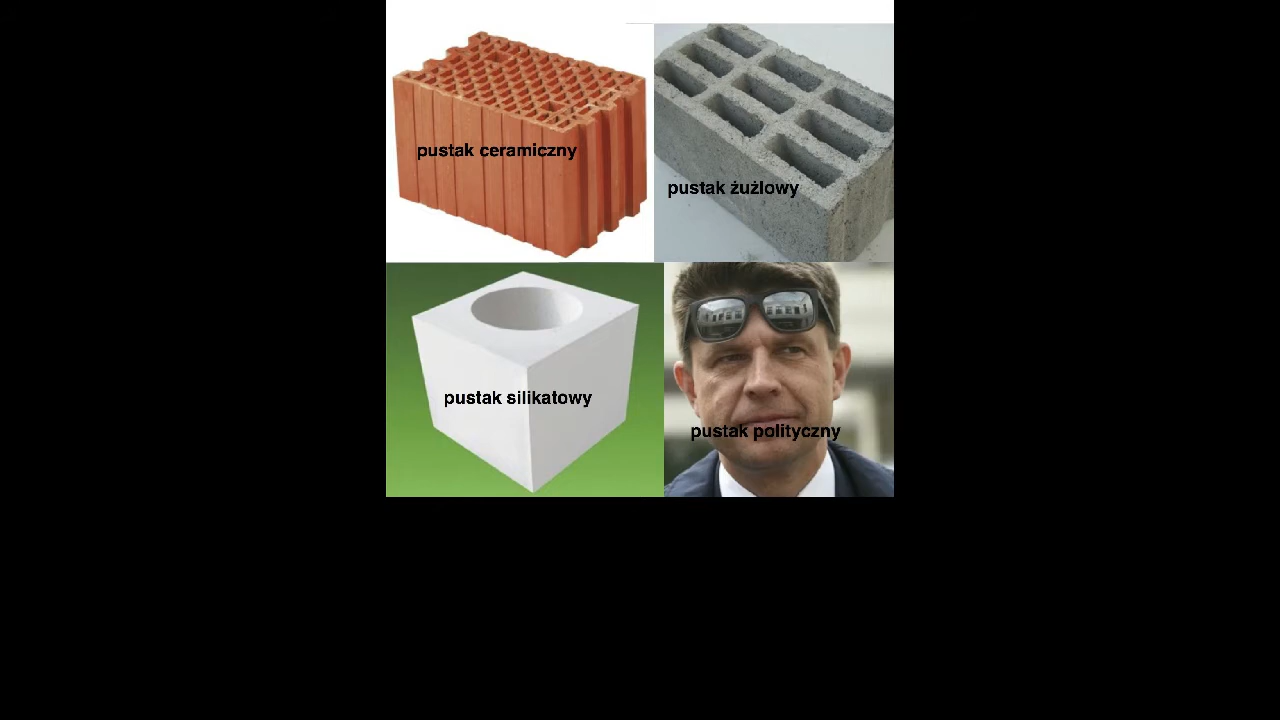 pustak ceramiczny
pustak żużlowy
pustak silikatowy
pustak polityczny